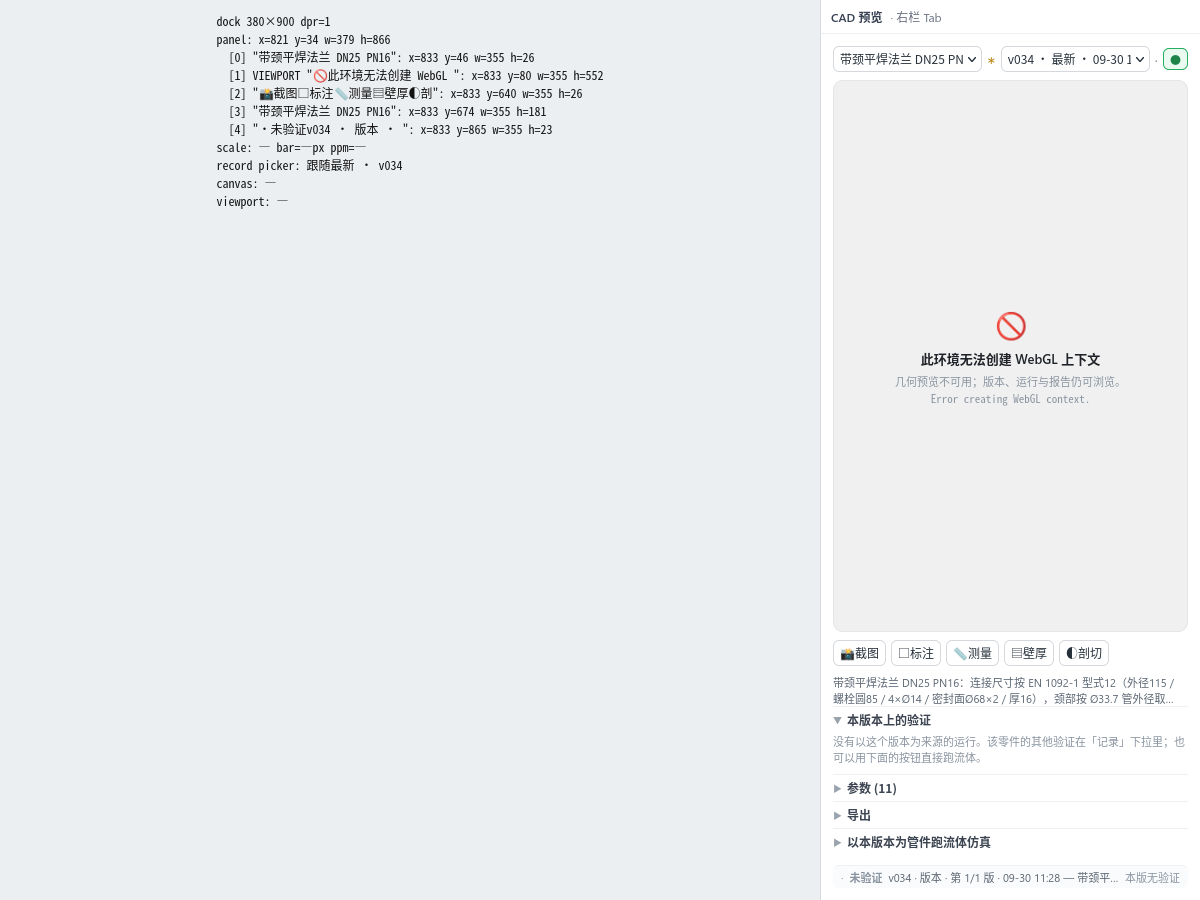 dock 380×900 dpr=1
panel: x=821 y=34 w=379 h=866
[0] "带颈平焊法兰 DN25 PN16": x=833 y=46 w=355 h=26
[1] VIEWPORT "🚫此环境无法创建 WebGL ": x=833 y=80 w=355 h=552
[2] "📸截图☐标注📏测量▤壁厚◐剖": x=833 y=640 w=355 h=26
[3] "带颈平焊法兰 DN25 PN16": x=833 y=674 w=355 h=181
[4] "·未验证v034 · 版本 · ": x=833 y=865 w=355 h=23
scale: — bar=—px ppm=—
record picker: 跟随最新 · v034
canvas: —
viewport: —
CAD 预览 · 右栏 Tab
带颈平焊法兰 DN25 PN * v034 · 最新 · 09-30 1 ·
此环境无法创建 WebGL 上下文
几何预览不可用；版本、运行与报告仍可浏览。
Error creating WebGL context.
📸截图 ☐标注 📏测量 ▤壁厚 ◐剖切
带颈平焊法兰 DN25 PN16：连接尺寸按 EN 1092-1 型式12（外径115 /
螺栓圆85 / 4×Ø14 / 密封面Ø68×2 / 厚16），颈部按 Ø33.7 管外径取…
▼ 本版本上的验证
没有以这个版本为来源的运行。该零件的其他验证在「记录」下拉里；也
可以用下面的按钮直接跑流体。
▶ 参数 (11)
▶ 导出
▶ 以本版本为管件跑流体仿真
· 未验证 v034 · 版本 · 第 1/1 版 · 09-30 11:28 — 带颈平… 本版无验证